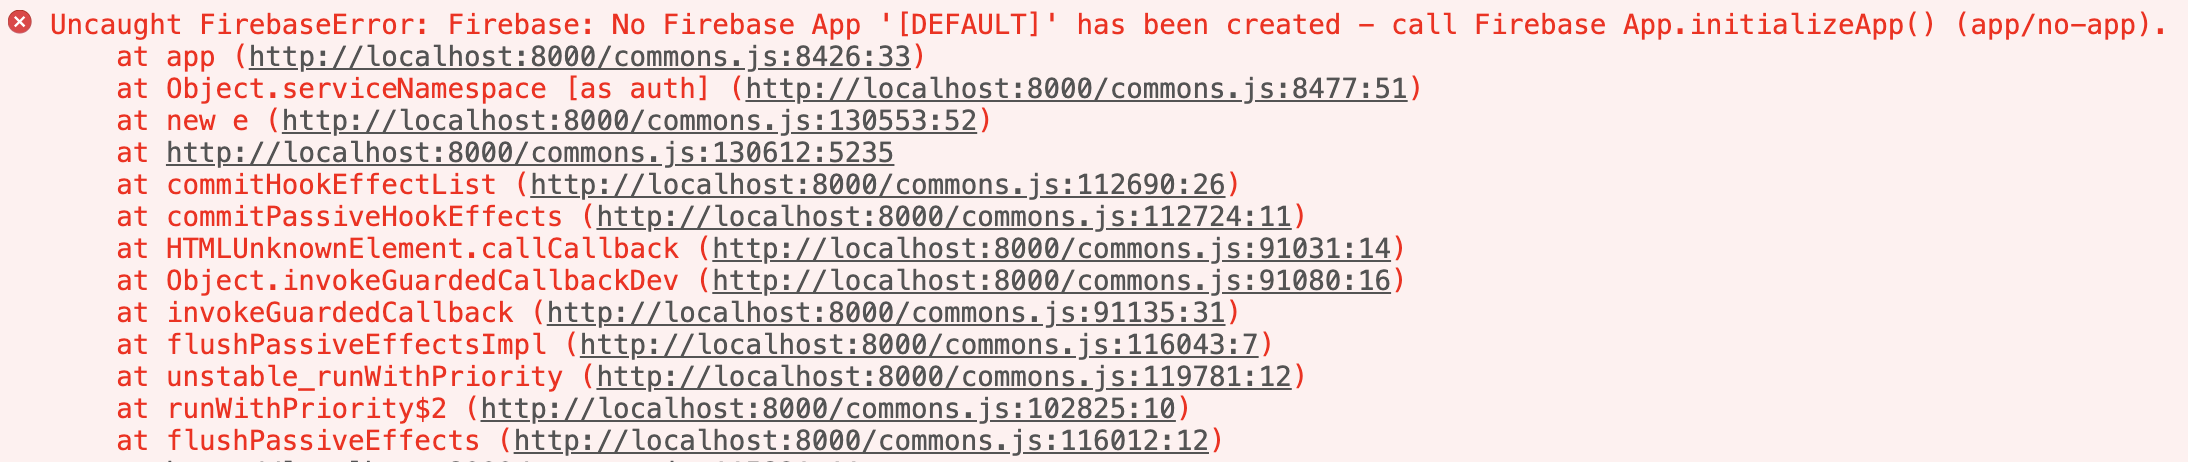 Uncaught FirebaseError: Firebase: No Firebase App '[DEFAULT]' has been created - call Firebase App.initializeApp() (app/no-app).
at app (http://localhost:8000/commons.js:8426:33)
at Object.serviceNamespace [as auth] (http://localhost:8000/commons.js:8477:51)
at new e (http://localhost:8000/commons.js:130553:52)
at http://localhost:8000/commons.js:130612:5235
at commitHookEffectList (http://localhost:8000/commons.js:112690:26)
at commitPassiveHookEffects (http://localhost:8000/commons.js:112724:11)
at HTMLUnknownElement.callCallback (http://localhost:8000/commons.js:91031:14)
at Object.invokeGuardedCallbackDev (http://localhost:8000/commons.js:91080:16)
at invokeGuardedCallback (http://localhost:8000/commons.js:91135:31)
at flushPassiveEffectsImpl (http://localhost:8000/commons.js:116043:7)
at unstable_runWithPriority (http://localhost:8000/commons.js:119781:12)
at runWithPriority$2 (http://localhost:8000/commons.js:102825:10)
at flushPassiveEffects (http://localhost:8000/commons.js:116012:12)